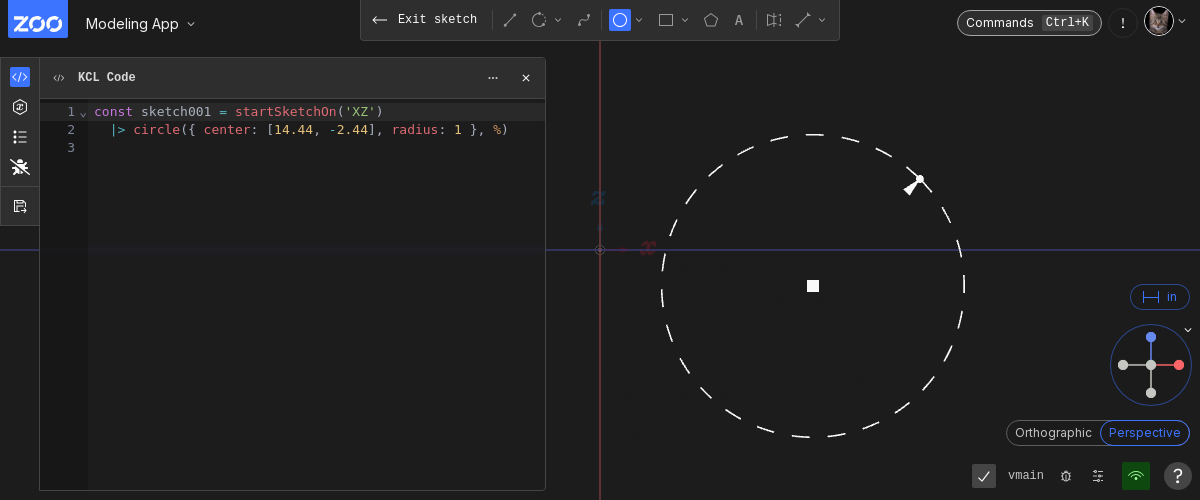 ZOO
Modeling App
Exit sketch
A
Commands Ctrl+K
!
KCL Code
1 const sketch001 = startSketchOn('XZ')
2 |> circle({ center: [14.44, -2.44], radius: 1 }, %)
3
z
x
in
Orthographic Perspective
vmain
?